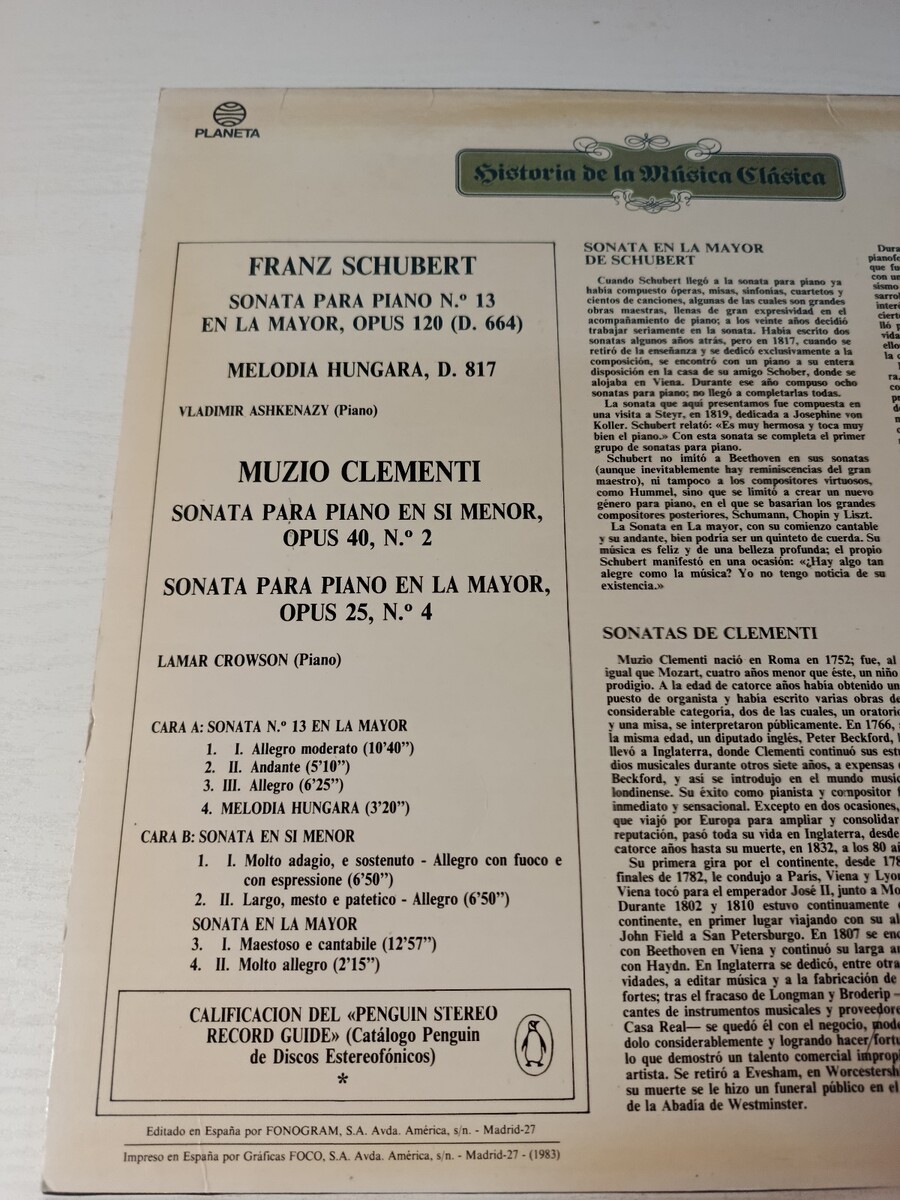 PLANETA
Historia de la Música Clásica
FRANZ SCHUBERT
SONATA PARA PIANO N.º 13
EN LA MAYOR, OPUS 120 (D. 664)
MELODIA HUNGARA, D. 817
VLADIMIR ASHKENAZY (Piano)
MUZIO CLEMENTI
SONATA PARA PIANO EN SI MENOR,
OPUS 40, N.º 2
SONATA PARA PIANO EN LA MAYOR,
OPUS 25, N.º 4
LAMAR CROWSON (Piano)
CARA A: SONATA N.º 13 EN LA MAYOR
1. I. Allegro moderato (10'40")
2. II. Andante (5'10")
3. III. Allegro (6'25")
4. MELODIA HUNGARA (3'20")
CARA B: SONATA EN SI MENOR
1. I. Molto adagio, e sostenuto - Allegro con fuoco e
con espressione (6'50")
2. II. Largo, mesto e patetico - Allegro (6'50")
SONATA EN LA MAYOR
3. I. Maestoso e cantabile (12'57")
4. II. Molto allegro (2'15")
CALIFICACION DEL «PENGUIN STEREO
RECORD GUIDE» (Catálogo Penguin
de Discos Estereofónicos)
*
Editado en España por FONOGRAM, S.A. Avda. América, s/n. - Madrid-27
Impreso en España por Gráficas FOCO, S.A. Avda. América, s/n. - Madrid-27 - (1983)
SONATA EN LA MAYOR
DE SCHUBERT
Cuando Schubert llegó a la sonata para piano ya
había compuesto óperas, misas, sinfonías, cuartetos y
cientos de canciones, algunas de las cuales son grandes
obras maestras, llenas de gran expresividad en el
acompañamiento de piano; a los veinte años decidió
trabajar seriamente en la sonata. Había escrito dos
sonatas algunos años atrás, pero en 1817, cuando se
retiró de la enseñanza y se dedicó exclusivamente a la
composición, se encontró con un piano a su entera
disposición en la casa de su amigo Schober, donde se
alojaba en Viena. Durante ese año compuso ocho
sonatas para piano; no llegó a completarlas todas.
La sonata que aquí presentamos fue compuesta en
una visita a Steyr, en 1819, dedicada a Josephine von
Koller. Schubert relató: «Es muy hermosa y toca muy
bien el piano.» Con esta sonata se completa el primer
grupo de sonatas para piano.
Schubert no imitó a Beethoven en sus sonatas
(aunque inevitablemente hay reminiscencias del gran
maestro), ni tampoco a los compositores virtuosos,
como Hummel, sino que se limitó a crear un nuevo
género para piano, en el que se basarían los grandes
compositores posteriores, Schumann, Chopin y Liszt.
La Sonata en La mayor, con su comienzo cantable
y su andante, bien podría ser un quinteto de cuerda. Su
música es feliz y de una belleza profunda; el propio
Schubert manifestó en una ocasión: «¿Hay algo tan
alegre como la música? Yo no tengo noticia de su
existencia.»
SONATAS DE CLEMENTI
Muzio Clementi nació en Roma en 1752; fue, al
igual que Mozart, cuatro años menor que éste, un niño
prodigio. A la edad de catorce años había obtenido un
puesto de organista y había escrito varias obras de
considerable categoría, dos de las cuales, un oratorio
y una misa, se interpretaron públicamente. En 1766,
la misma edad, un diputado inglés, Peter Beckford,
llevó a Inglaterra, donde Clementi continuó sus estu
dios musicales durante otros siete años, a expensas
Beckford, y así se introdujo en el mundo music
londinense. Su éxito como pianista y compositor
inmediato y sensacional. Excepto en dos ocasiones,
que viajó por Europa para ampliar y consolidar
reputación, pasó toda su vida en Inglaterra, desde
catorce años hasta su muerte, en 1832, a los 80
Su primera gira por el continente, desde 178
finales de 1782, le condujo a París, Viena y Lyon
Viena tocó para el emperador José II, junto a Mo
Durante 1802 y 1810 estuvo continuamente
continente, en primer lugar viajando con su al
John Field a San Petersburgo. En 1807 se enc
con Beethoven en Viena y continuó su larga
con Haydn. En Inglaterra se dedicó, entre otra
vidades, a editar música y a la fabricación de
fortes; tras el fracaso de Longman y Broderip —
cantes de instrumentos musicales y proveedore
Casa Real— se quedó él con el negocio, mode
dolo considerablemente y logrando hacer fortu
lo que demostró un talento comercial improp
artista. Se retiró a Evesham, en Worcestersh
su muerte se le hizo un funeral público en el
de la Abadía de Westminster.
Dura
pianofo
que fu
con un
sismo
sarrol
interé
ciert
lló p
vida
ello
la
ra.
co